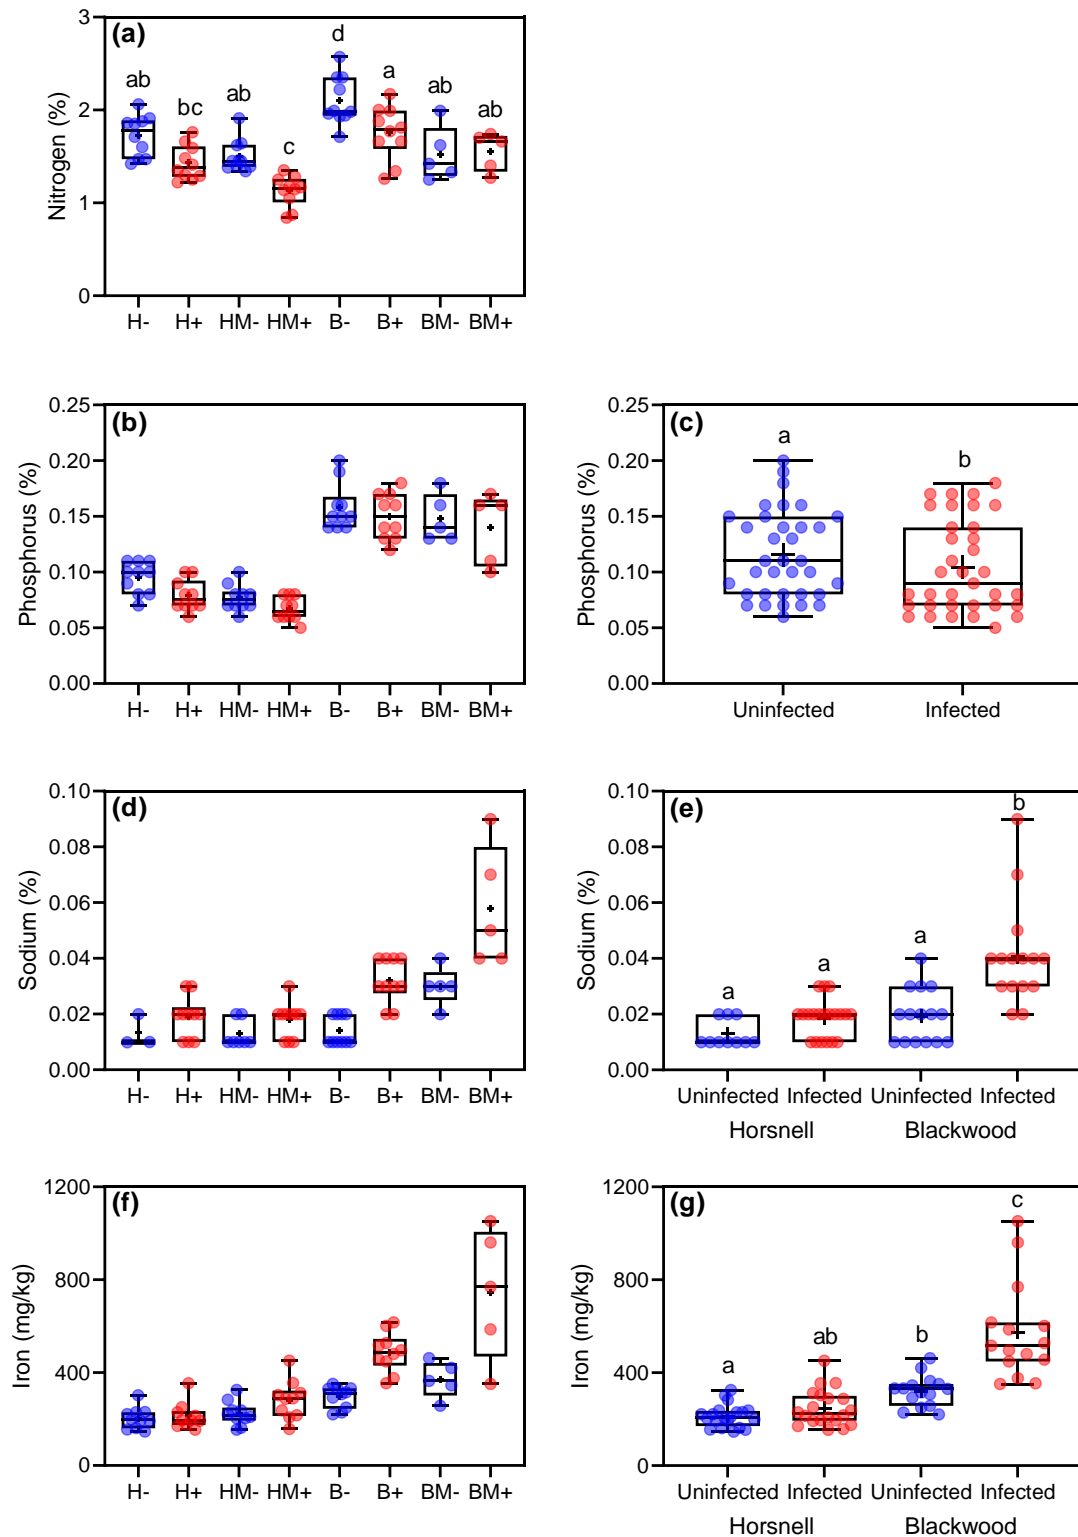 (a)
Nitrogen (%)
3
2
1
0
ab
bc
ab
c
d
a
ab
ab
H-
H+
HM-
HM+
B-
B+
BM-
BM+
(b)
Phosphorus (%)
0.25
0.20
0.15
0.10
0.05
0.00
H-
H+
HM-
HM+
B-
B+
BM-
BM+
(c)
Phosphorus (%)
0.25
0.20
0.15
0.10
0.05
0.00
a
b
Uninfected
Infected
(d)
Sodium (%)
0.10
0.08
0.06
0.04
0.02
0.00
H-
H+
HM-
HM+
B-
B+
BM-
BM+
(e)
Sodium (%)
0.10
0.08
0.06
0.04
0.02
0.00
a
a
a
b
Uninfected
Infected
Uninfected
Infected
Horsnell
Blackwood
(f)
Iron (mg/kg)
1200
800
400
0
H-
H+
HM-
HM+
B-
B+
BM-
BM+
(g)
Iron (mg/kg)
1200
800
400
0
a
ab
b
c
Uninfected
Infected
Uninfected
Infected
Horsnell
Blackwood